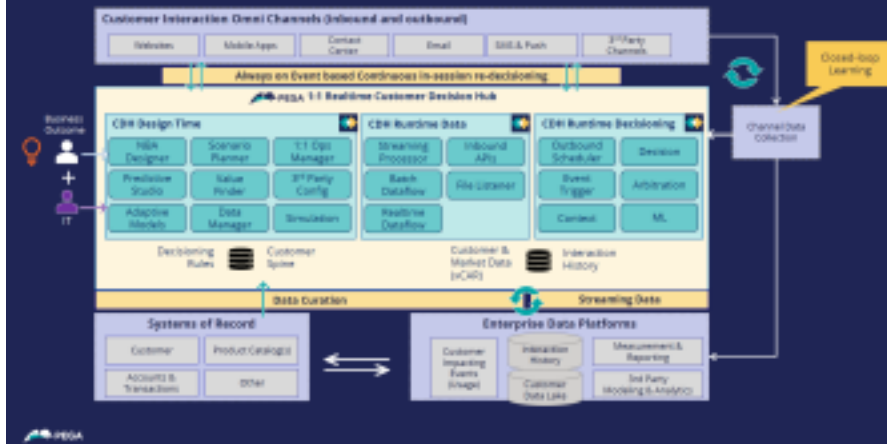 Customer Interaction Omni Channels (inbound and outbound)
Websites
Mobile Apps
Contact
Center
Email
SMS & Push
3rd Party
Channels
Closed-loop
Learning
Always on Event based Continuous in-session re-decisioning
PEGA 1:1 Realtime Customer Decision Hub
Business
Outcome
+
IT
CDH Design Time
NBA
Designer
Scenario
Planner
1:1 Ops
Manager
Predictive
Studio
Value
Finder
3rd Party
Config
Adaptive
Models
Data
Manager
Simulation
CDH Runtime Data
Streaming
Processor
Inbound
APIs
Batch
Dataflow
File Listener
Realtime
Dataflow
CDH Runtime Decisioning
Outbound
Scheduler
Decision
Event
Trigger
Arbitration
Context
ML
Channel Data
Collection
Decisioning
Rules
Customer
Spine
Customer &
Market Data
(xCAR)
Interaction
History
Data Curation
Streaming Data
Systems of Record
Customer
Product Catalog(s)
Accounts &
Transactions
Other
Enterprise Data Platforms
Customer
Impacting
Events
(Usage)
Interaction
History
Customer
Data Lake
Measurement &
Reporting
3rd Party
Modeling & Analytics
PEGA